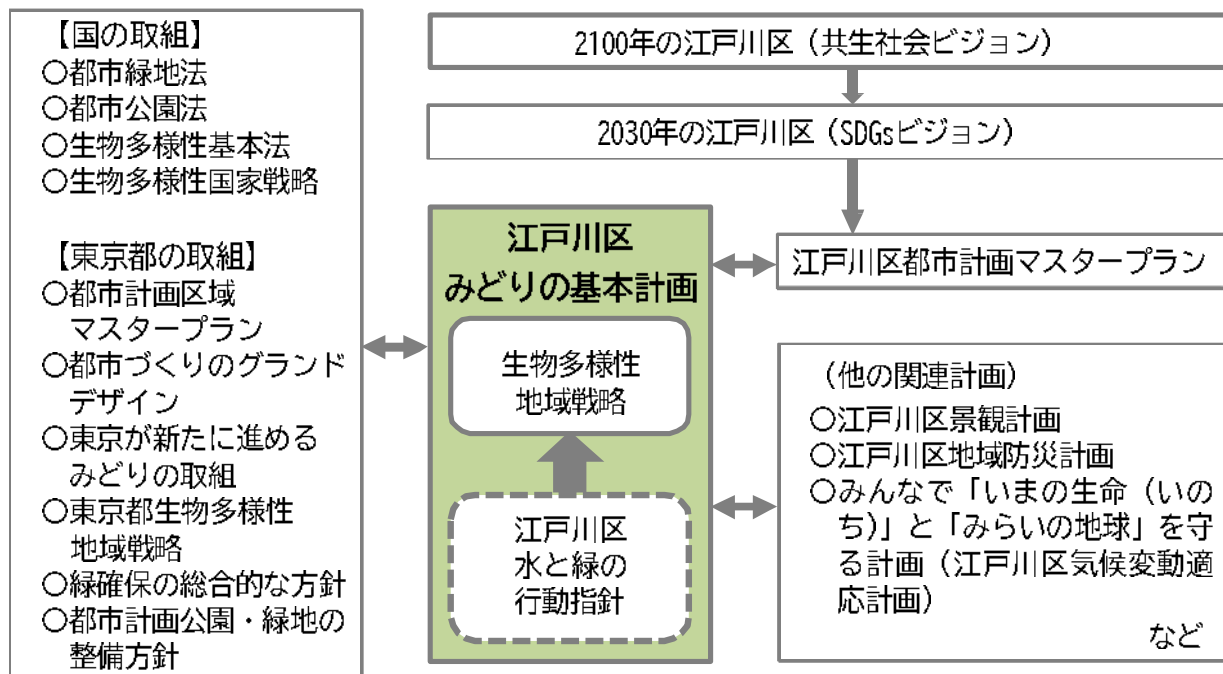 【国の取組】
○都市緑地法
○都市公園法
○生物多様性基本法
○生物多様性国家戦略
【東京都の取組】
○都市計画区域
マスタープラン
○都市づくりのグランド
デザイン
○東京が新たに進める
みどりの取組
○東京都生物多様性
地域戦略
○緑確保の総合的な方針
○都市計画公園・緑地の
整備方針
2100年の江戸川区（共生社会ビジョン）
2030年の江戸川区（SDGsビジョン）
江戸川区
みどりの基本計画
生物多様性
地域戦略
江戸川区
水と緑の
行動指針
江戸川区都市計画マスタープラン
（他の関連計画）
○江戸川区景観計画
○江戸川区地域防災計画
○みんなで「いまの生命（いの
ち）」と「みらいの地球」を守
る計画（江戸川区気候変動適
応計画）
など